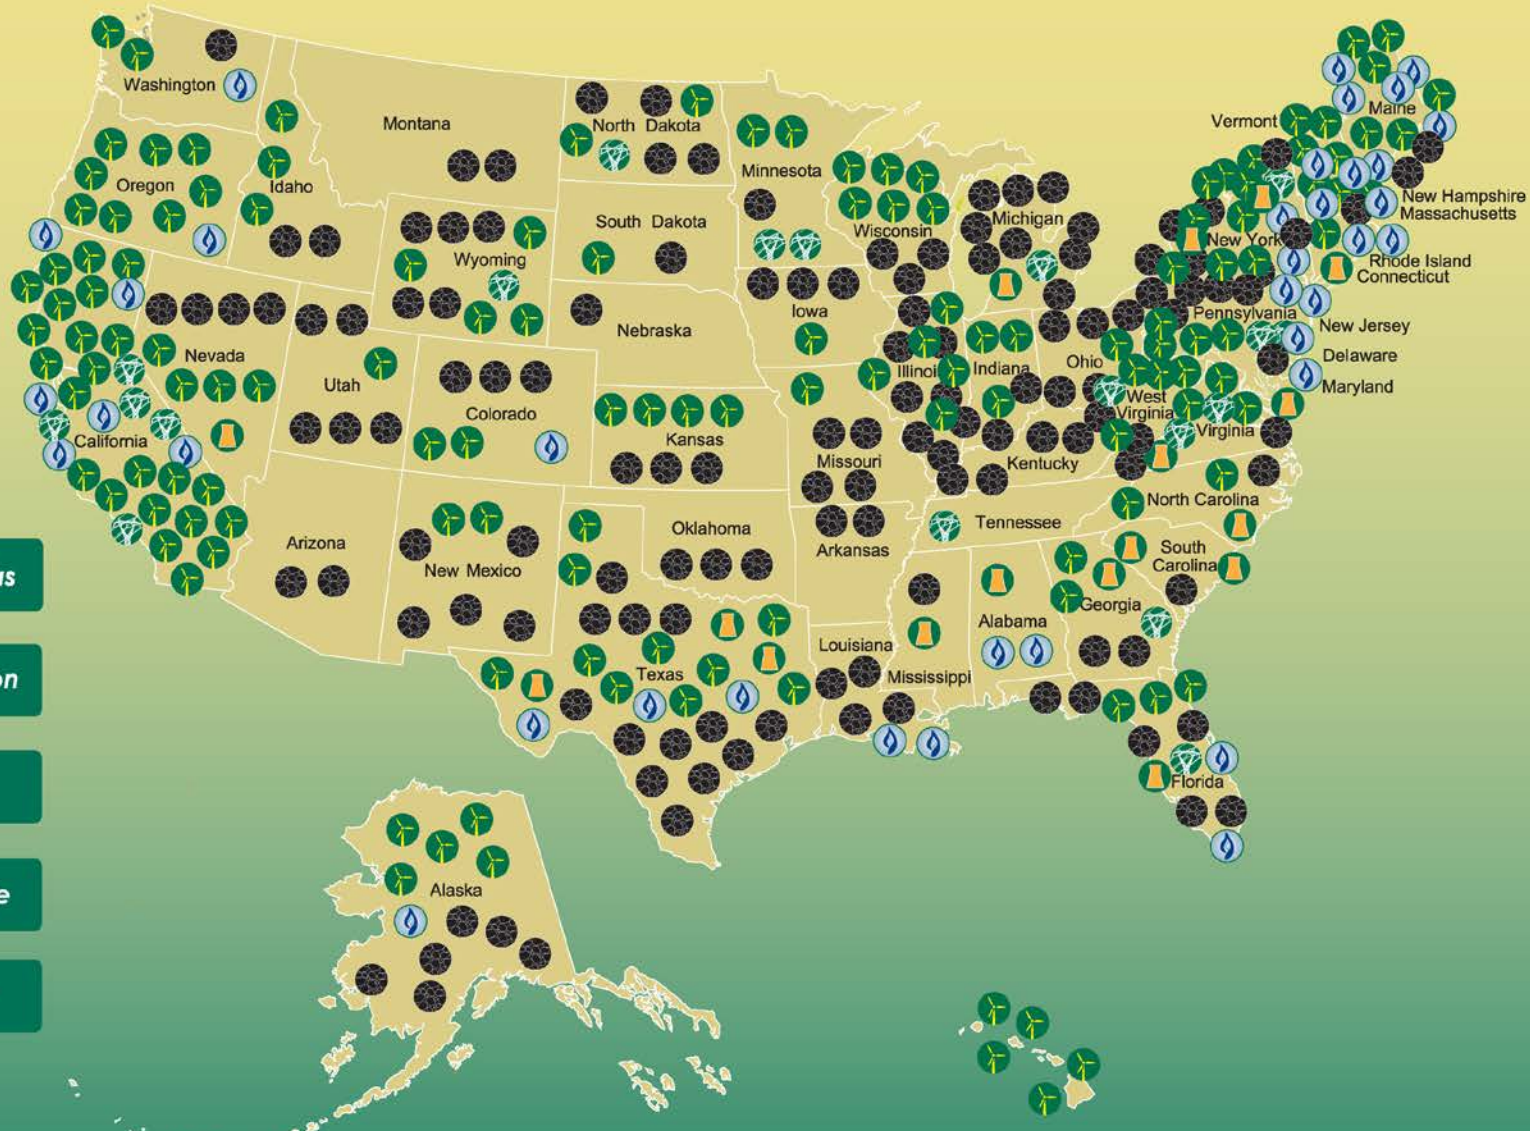 Washington
Montana
North Dakota
Minnesota
Vermont
Maine
Oregon
Idaho
South Dakota
Wisconsin
Michigan
New Hampshire
Massachusetts
Wyoming
New York
Rhode Island
Connecticut
Iowa
Nebraska
Pennsylvania
New Jersey
Nevada
Utah
Illinois
Indiana
Ohio
Delaware
Maryland
Colorado
West
Virginia
California
Kansas
Missouri
Kentucky
Virginia
North Carolina
Arizona
New Mexico
Oklahoma
Arkansas
Tennessee
South
Carolina
Alabama
Georgia
Texas
Louisiana
Mississippi
Florida
Alaska